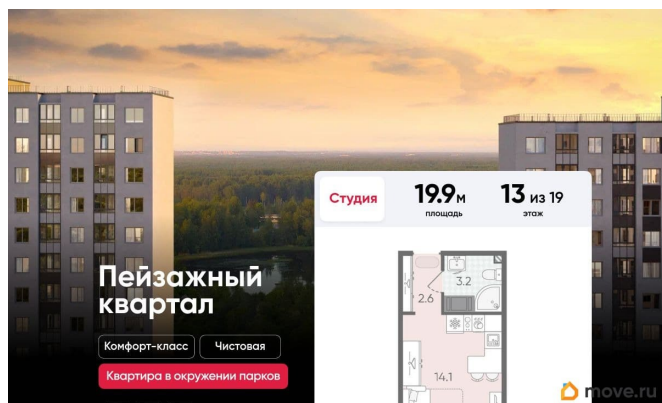 Студия
19.9 м
площадь
13 из 19
этаж
3.2
2.6
14.1
Пейзажный
квартал
Комфорт-класс
Чистовая
Квартира в окружении парков
move.ru